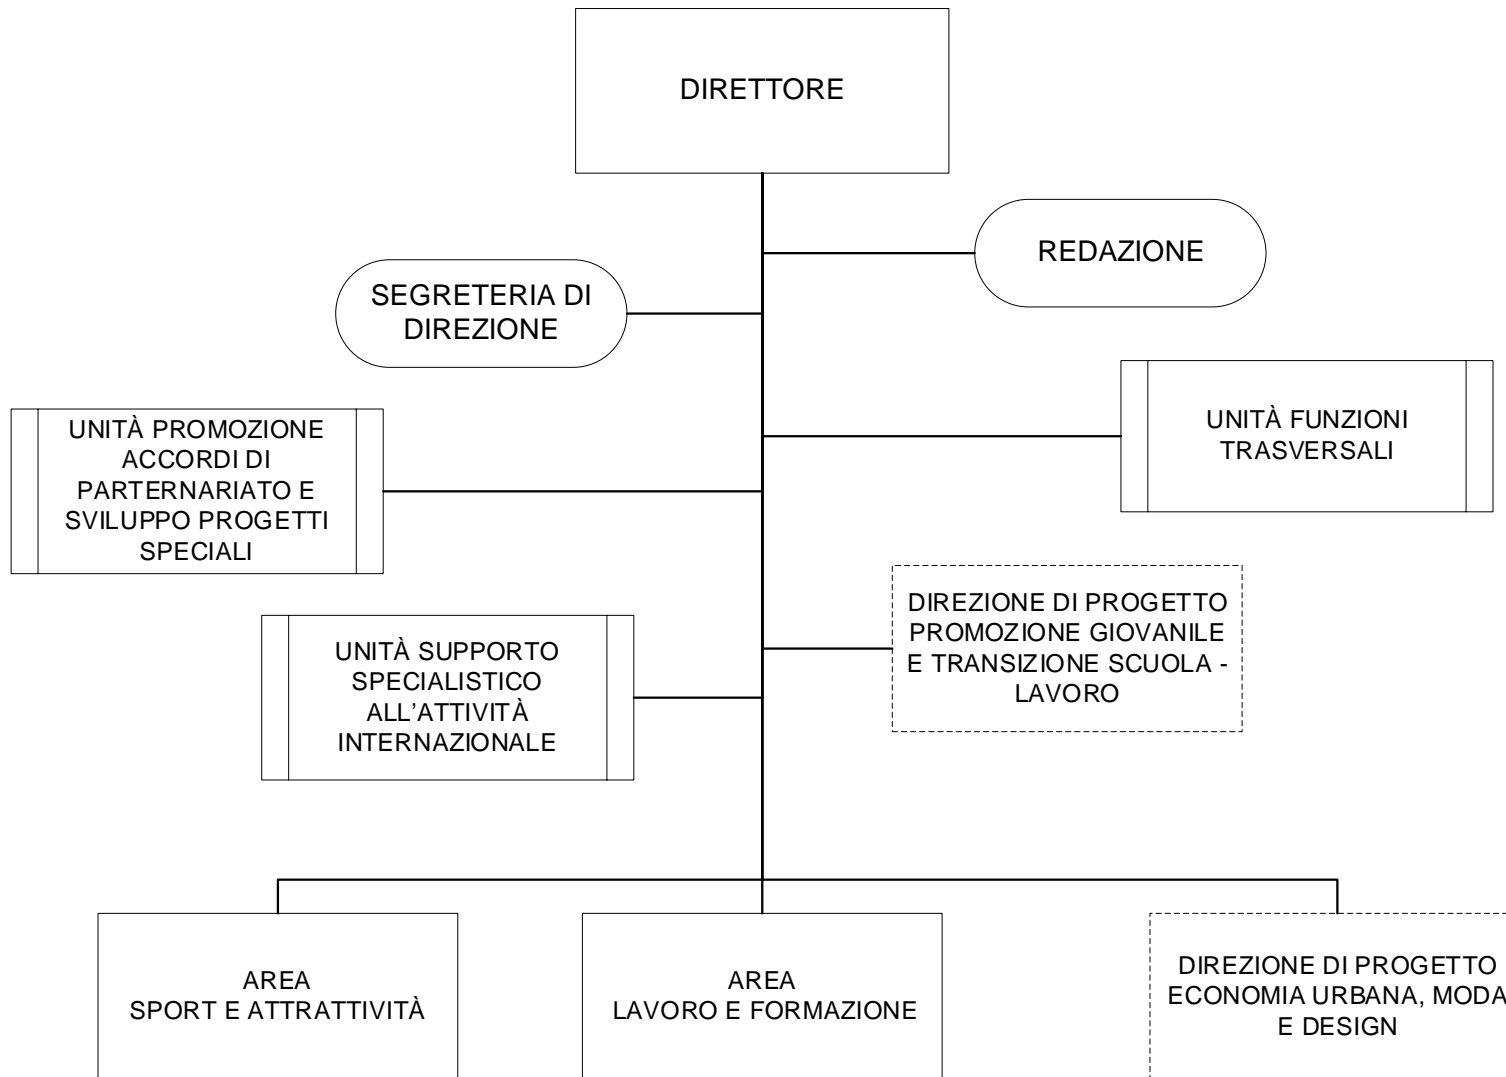 DIRETTORE
REDAZIONE
SEGRETERIA DI
DIREZIONE
UNITÀ FUNZIONI
TRASVERSALI
UNITÀ PROMOZIONE
ACCORDI DI
PARTERNARIATO E
SVILUPPO PROGETTI
SPECIALI
DIREZIONE DI PROGETTO
PROMOZIONE GIOVANILE
E TRANSIZIONE SCUOLA -
LAVORO
UNITÀ SUPPORTO
SPECIALISTICO
ALL'ATTIVITÀ
INTERNAZIONALE
AREA
SPORT E ATTRATTIVITÀ
AREA
LAVORO E FORMAZIONE
DIREZIONE DI PROGETTO
ECONOMIA URBANA, MODA
E DESIGN